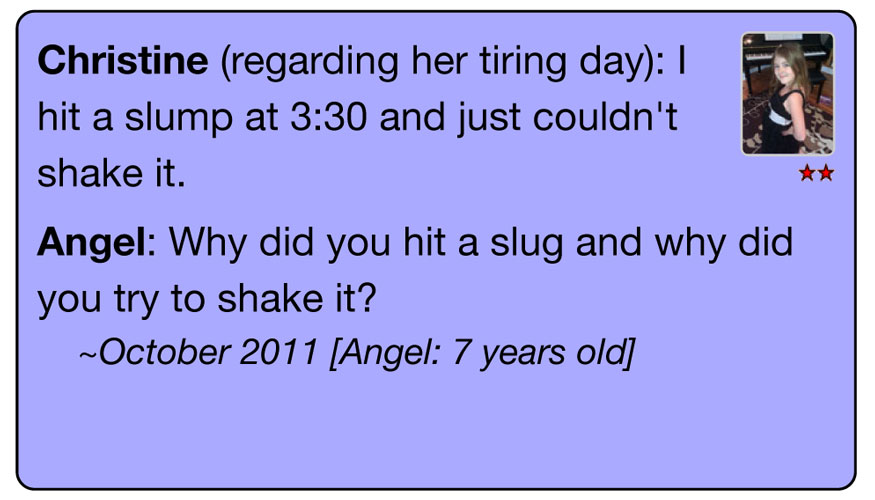 Christine (regarding her tiring day): I
hit a slump at 3:30 and just couldn't
shake it.
Angel: Why did you hit a slug and why did
you try to shake it?
~October 2011 [Angel: 7 years old]